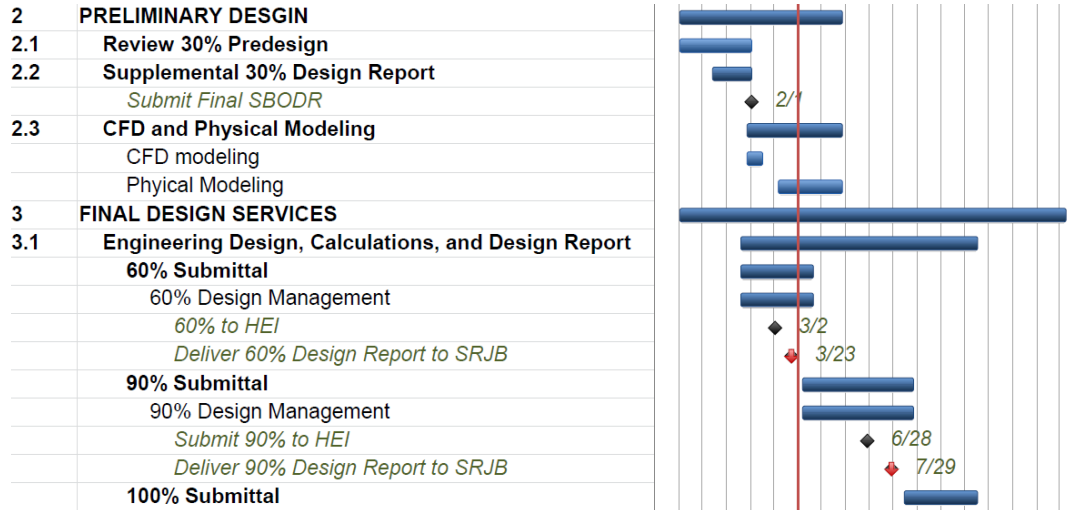 2 PRELIMINARY DESGIN
2.1 Review 30% Predesign
2.2 Supplemental 30% Design Report
Submit Final SBODR 2/1
2.3 CFD and Physical Modeling
CFD modeling
Phyical Modeling
3 FINAL DESIGN SERVICES
3.1 Engineering Design, Calculations, and Design Report
60% Submittal
60% Design Management
60% to HEI 3/2
Deliver 60% Design Report to SRJB 3/23
90% Submittal
90% Design Management
Submit 90% to HEI 6/28
Deliver 90% Design Report to SRJB 7/29
100% Submittal